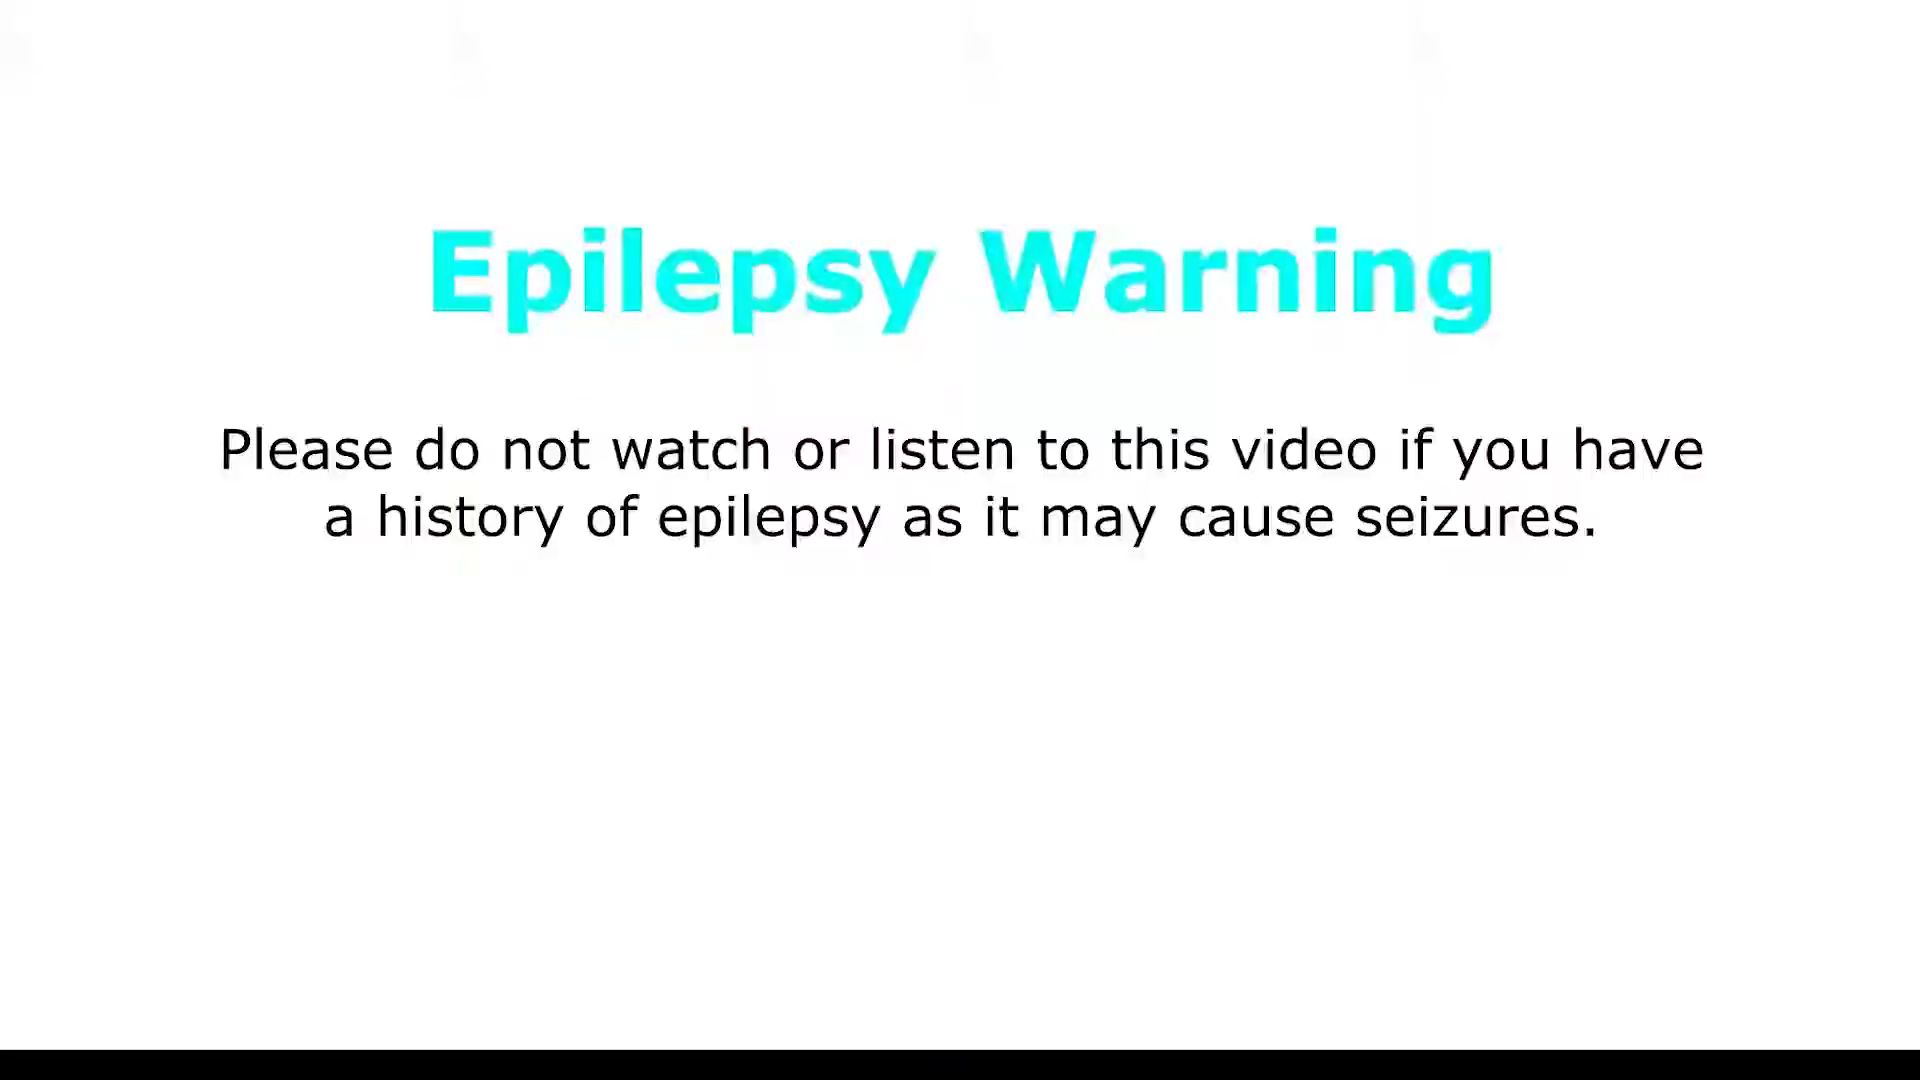 Epilepsy Warning
Please do not watch or listen to this video if you have
a history of epilepsy as it may cause seizures.